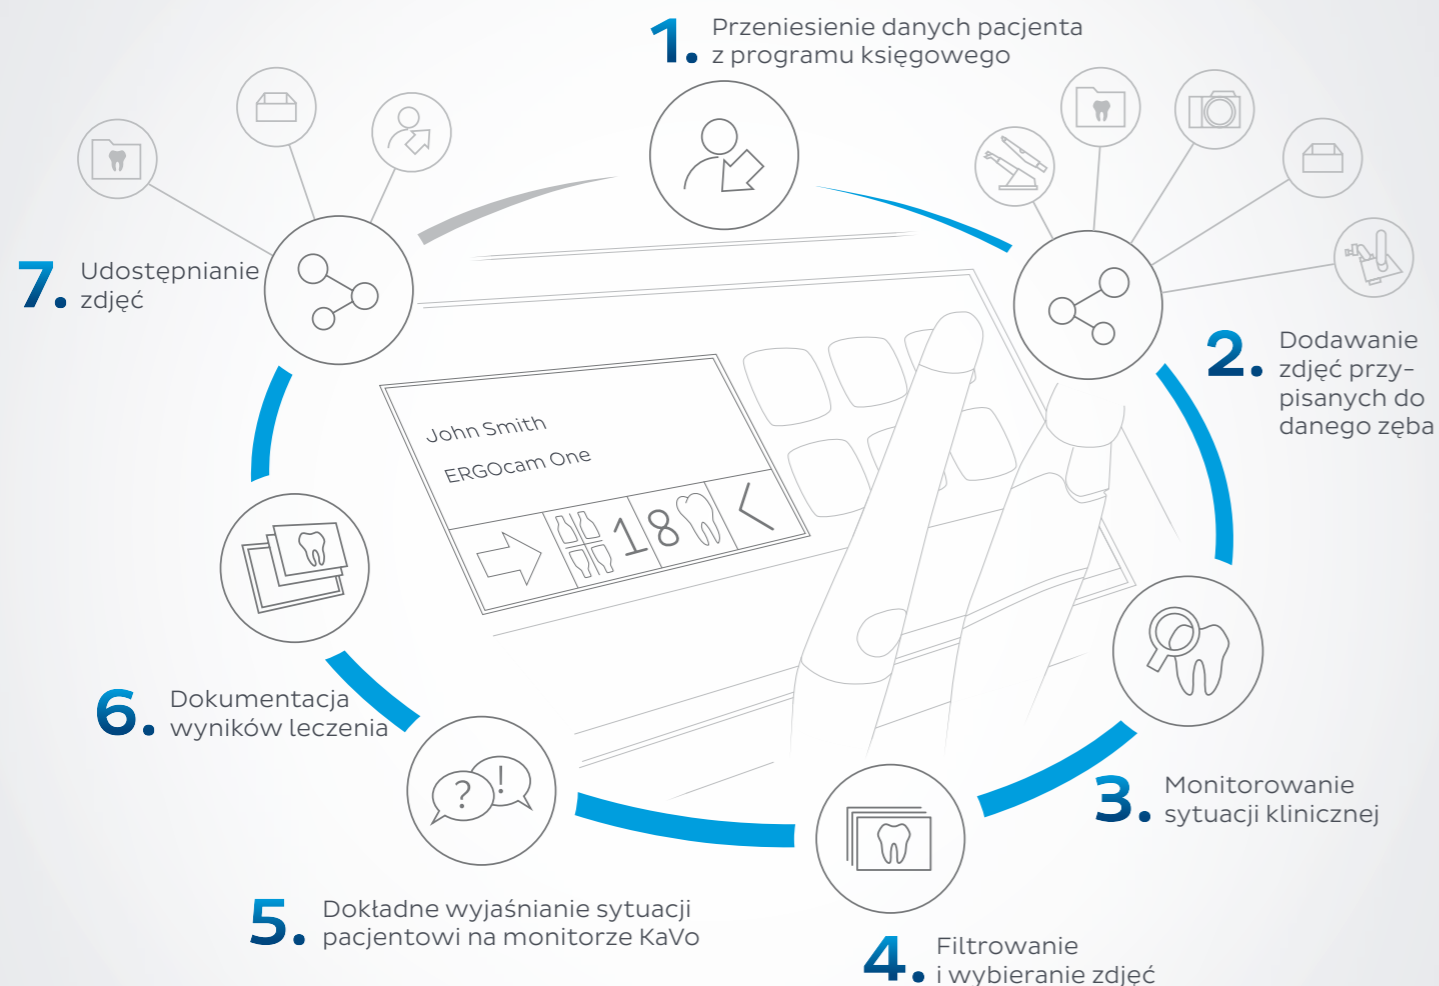 1. Przeniesienie danych pacjenta
z programu księgowego
2. Dodawanie
zdjęć przy-
pisanych do
danego zęba
3. Monitorowanie
sytuacji klinicznej
4. Filtrowanie
i wybieranie zdjęć
5. Dokładne wyjaśnianie sytuacji
pacjentowi na monitorze KaVo
6. Dokumentacja
wyników leczenia
7. Udostępnianie
zdjęć
John Smith
ERGOcam One
18
? !